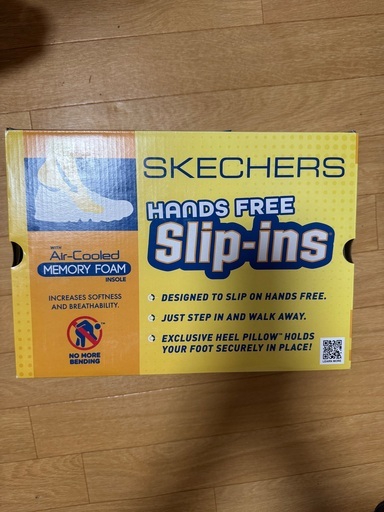 SKECHERS
HANDS FREE
Slip-ins
WITH
Air-Cooled
MEMORY FOAM
INSOLE
INCREASES SOFTNESS
AND BREATHABILITY.
NO MORE
BENDING
DESIGNED TO SLIP ON HANDS FREE.
JUST STEP IN AND WALK AWAY.
EXCLUSIVE HEEL PILLOW™ HOLDS
YOUR FOOT SECURELY IN PLACE!